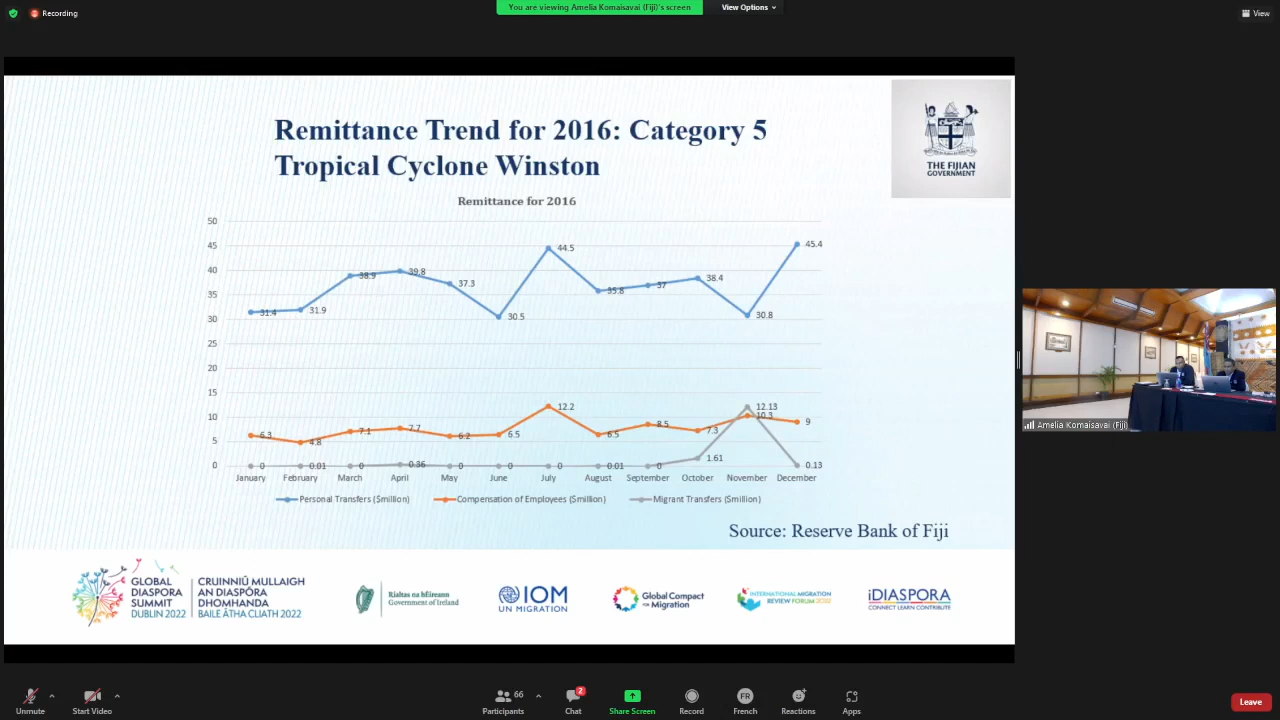 Recording
You are viewing Amelia Komaisavai (Fiji)'s screen
View Options
View
Remittance Trend for 2016: Category 5
Tropical Cyclone Winston
THE FIJIAN
GOVERNMENT
Remittance for 2016
50
45
40
35
30
25
20
15
10
5
0
31.4
31.9
38.9
39.8
37.3
30.5
44.5
35.8
37
38.4
30.8
45.4
6.3
4.8
7.1
7.7
6.2
6.5
12.2
6.5
8.5
7.3
10.3
9
0
0.01
0
0.36
0
0
0
0.01
0
1.61
12.13
0.13
January February March April May June July August September October November December
Personal Transfers ($million) Compensation of Employees ($million) Migrant Transfers ($million)
Source: Reserve Bank of Fiji
GLOBAL
DIASPORA
SUMMIT
DUBLIN 2022
CRUINNIÚ MULLAIGH
AN DIASPÓRA
DHOMHANDA
BAILE ÁTHA CLIATH 2022
Rialtas na hÉireann
Government of Ireland
IOM
UN MIGRATION
Global Compact
for Migration
INTERNATIONAL MIGRATION
REVIEW FORUM 2022
iDIASPORA
CONNECT LEARN CONTRIBUTE
Amelia Komaisavai (Fiji)
Unmute
Start Video
66
Participants
2
Chat
Share Screen
Record
FR
French
Reactions
Apps
Leave